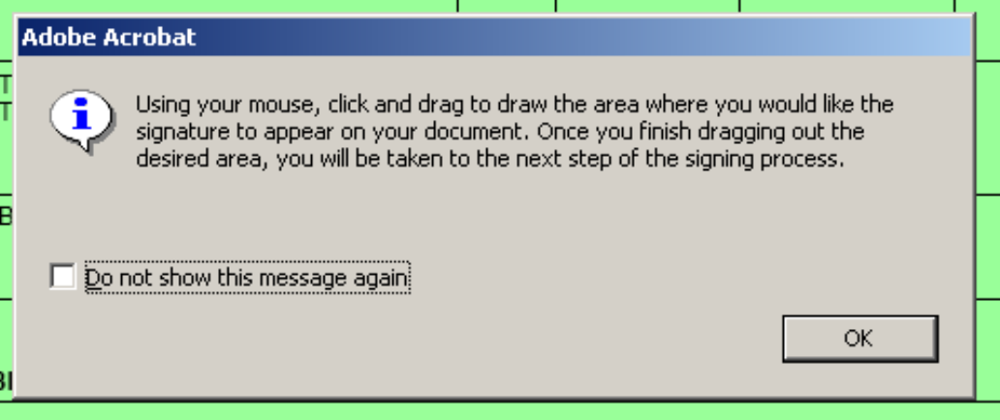 Adobe Acrobat
T
T
Using your mouse, click and drag to draw the area where you would like the
signature to appear on your document. Once you finish dragging out the
desired area, you will be taken to the next step of the signing process.
B
Do not show this message again
OK